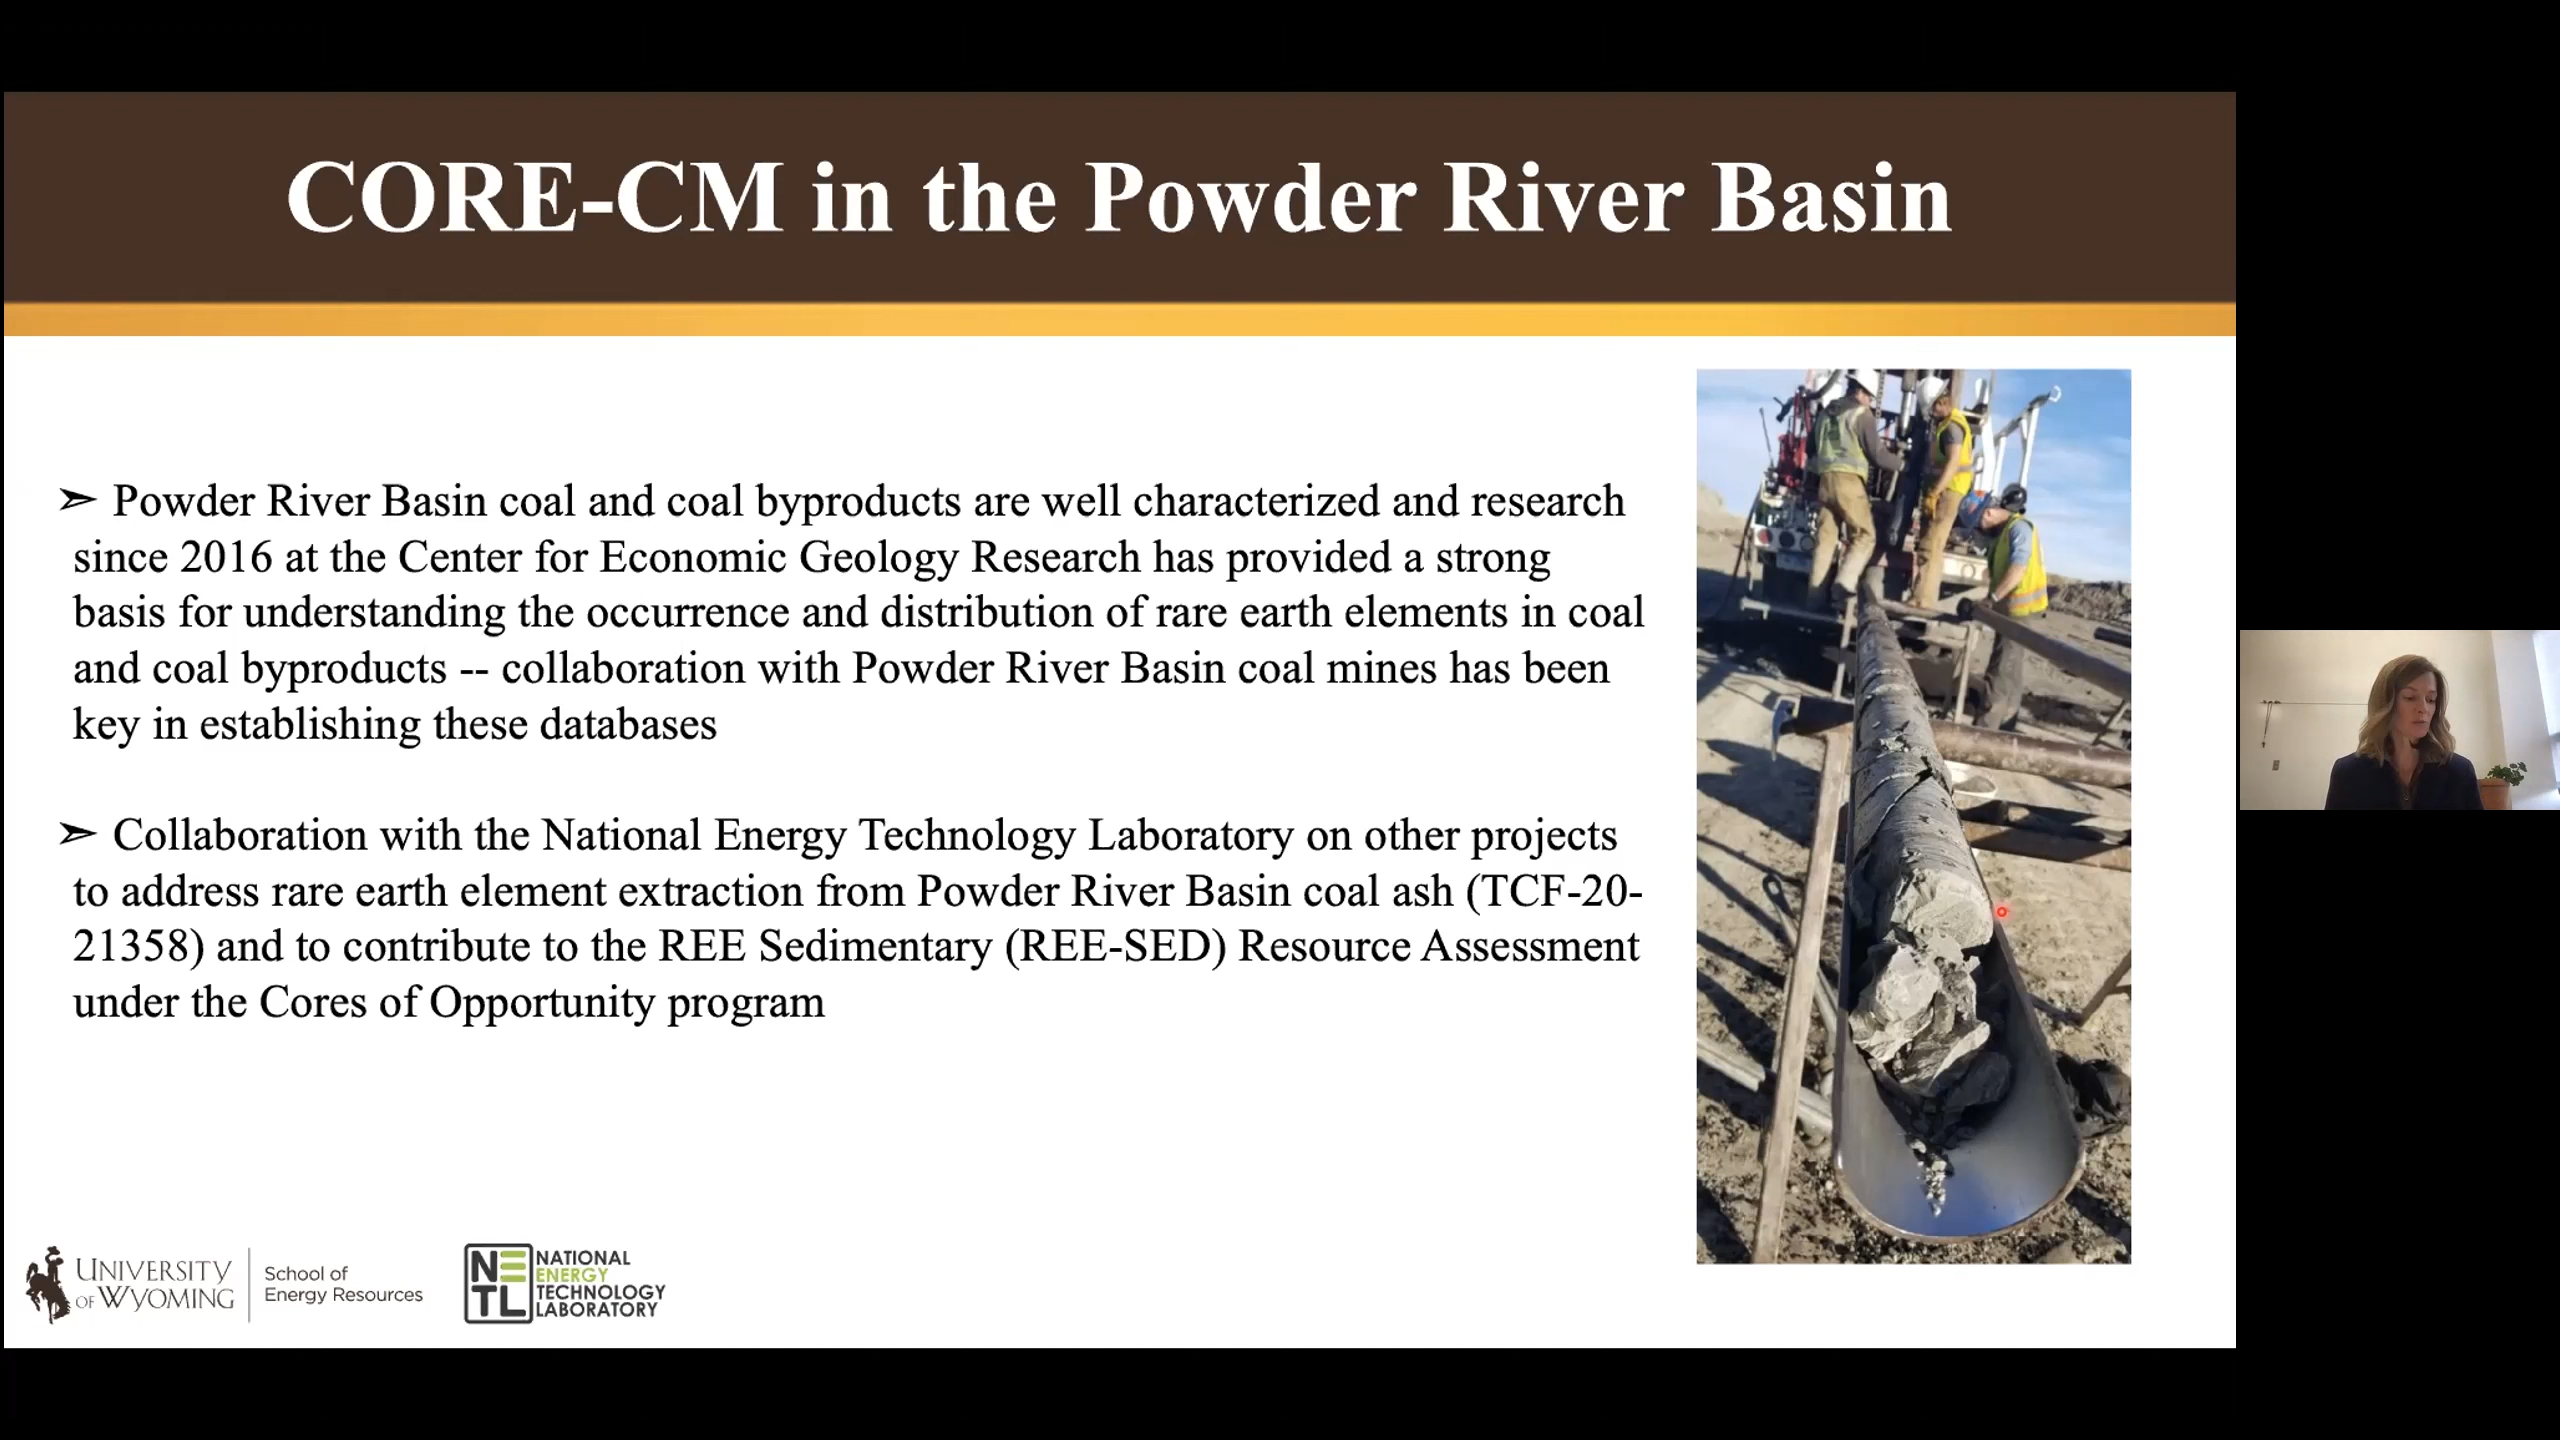 CORE-CM in the Powder River Basin
➢ Powder River Basin coal and coal byproducts are well characterized and research
since 2016 at the Center for Economic Geology Research has provided a strong
basis for understanding the occurrence and distribution of rare earth elements in coal
and coal byproducts -- collaboration with Powder River Basin coal mines has been
key in establishing these databases
➢ Collaboration with the National Energy Technology Laboratory on other projects
to address rare earth element extraction from Powder River Basin coal ash (TCF-20-
21358) and to contribute to the REE Sedimentary (REE-SED) Resource Assessment
under the Cores of Opportunity program
UNIVERSITY
OF WYOMING
School of
Energy Resources
NE
TL
NATIONAL
ENERGY
TECHNOLOGY
LABORATORY